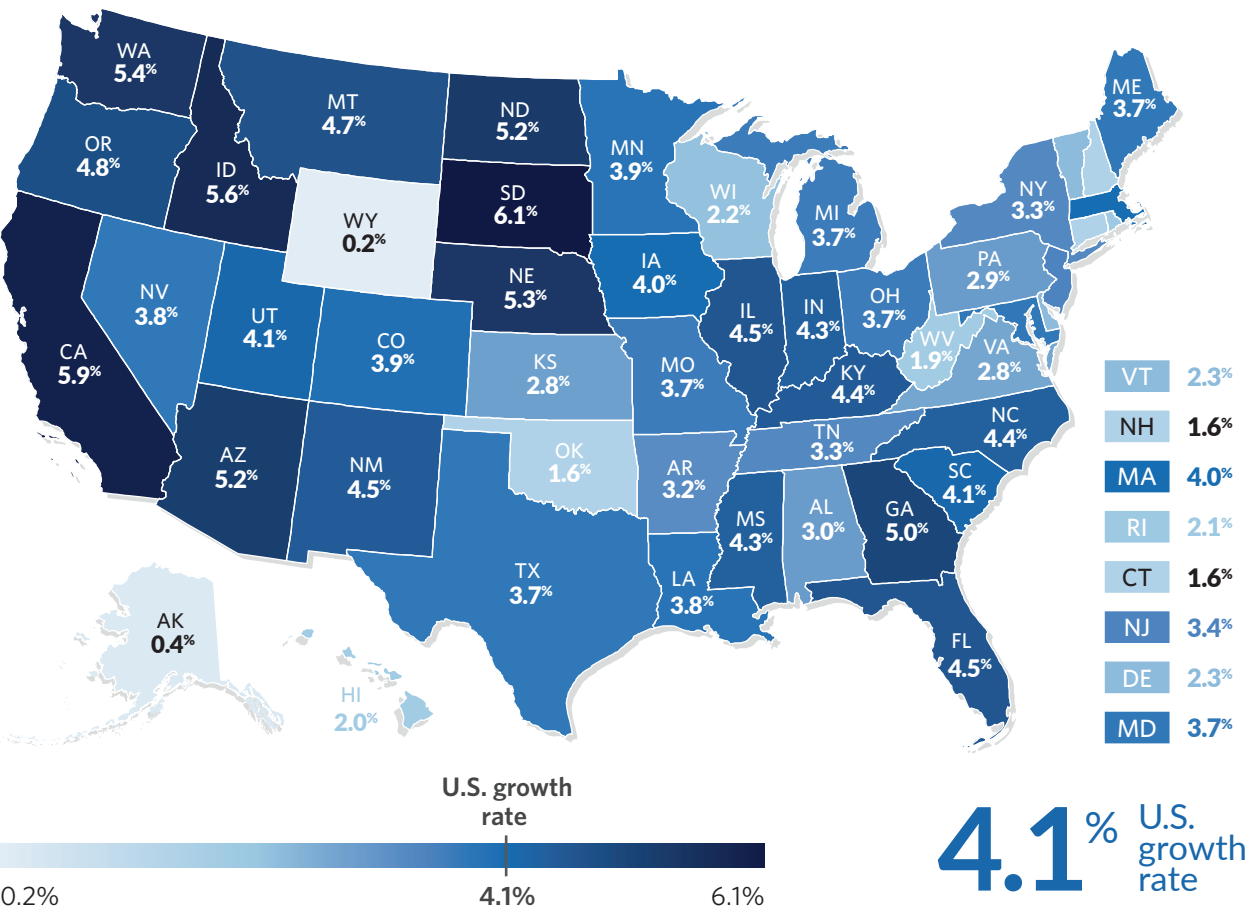 WA
5.4%
MT
4.7%
ND
5.2%
OR
4.8%
ID
5.6%
MN
3.9%
SD
6.1%
WI
2.2%
WY
0.2%
MI
3.7%
NY
3.3%
ME
3.7%
NE
5.3%
IA
4.0%
PA
2.9%
NV
3.8%
UT
4.1%
CO
3.9%
IL
4.5%
IN
4.3%
OH
3.7%
CA
5.9%
KS
2.8%
MO
3.7%
KY
4.4%
WV
1.9%
VA
2.8%
AZ
5.2%
NM
4.5%
OK
1.6%
AR
3.2%
TN
3.3%
NC
4.4%
SC
4.1%
MS
4.3%
AL
3.0%
GA
5.0%
TX
3.7%
LA
3.8%
FL
4.5%
AK
0.4%
HI
2.0%
VT 2.3%
NH 1.6%
MA 4.0%
RI 2.1%
CT 1.6%
NJ 3.4%
DE 2.3%
MD 3.7%
U.S. growth
rate
0.2%
4.1%
6.1%
4.1%
U.S.
growth
rate